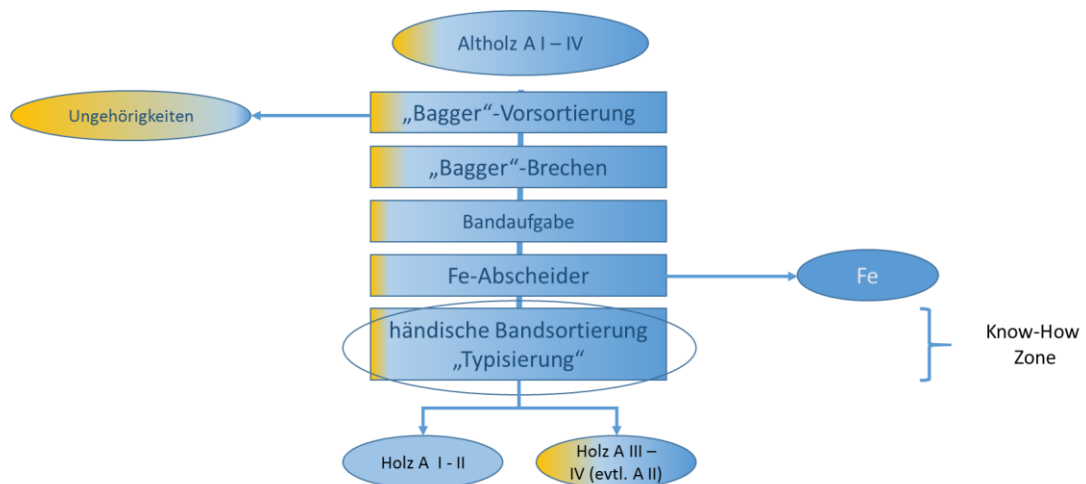 Altholz A I – IV
Ungehörigkeiten
„Bagger“-Vorsortierung
„Bagger“-Brechen
Bandaufgabe
Fe-Abscheider
Fe
händische Bandsortierung
„Typisierung“
Know-How
Zone
Holz A I - II
Holz A III –
IV (evtl. A II)